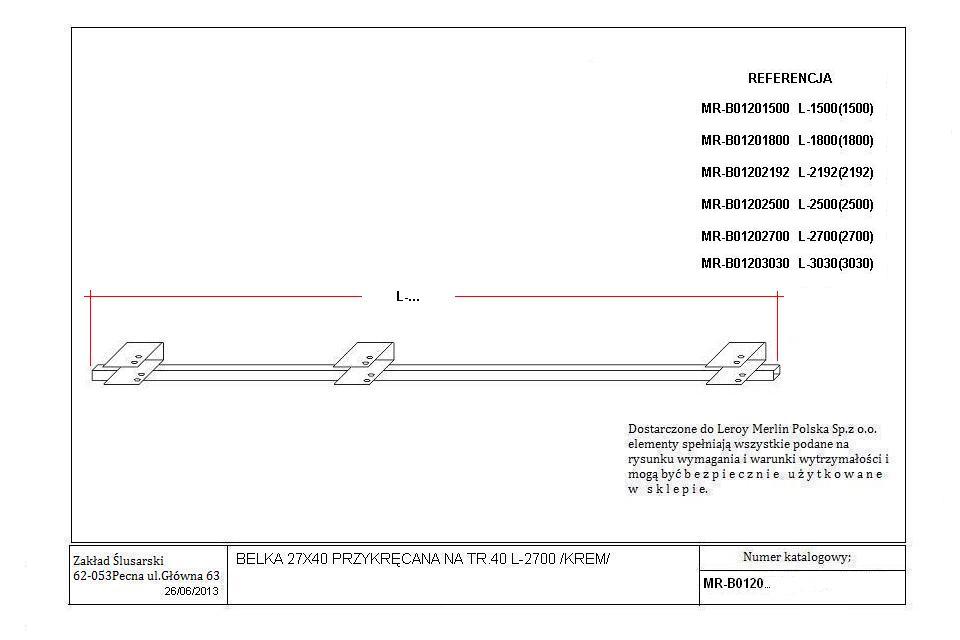 REFERENCJA
MR-B01201500 L-1500(1500)
MR-B01201800 L-1800(1800)
MR-B01202192 L-2192(2192)
MR-B01202500 L-2500(2500)
MR-B01202700 L-2700(2700)
MR-B01203030 L-3030(3030)
L-...
Dostarczone do Leroy Merlin Polska Sp.z o.o.
elementy spełniają wszystkie podane na
rysunku wymagania i warunki wytrzymałości i
mogą być b e z p i e c z n i e u ż y t k o w a n e
w s k l e p i e.
Zakład Ślusarski
62-053Pecna ul.Główna 63
26/06/2013
BELKA 27X40 PRZYKRĘCANA NA TR.40 L-2700 /KREM/
Numer katalogowy;
MR-B0120...